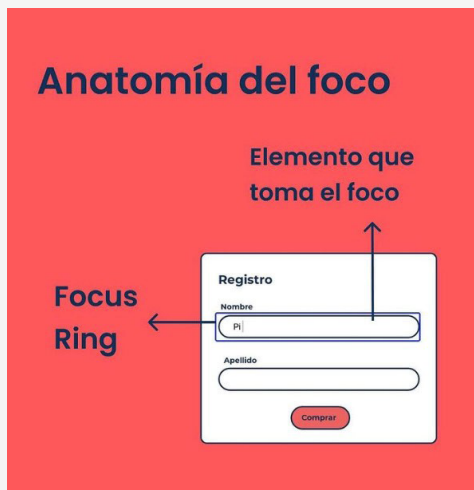 Anatomía del foco
Elemento que
toma el foco
Focus
Ring
Registro
Nombre
Pi
Apellido
Comprar